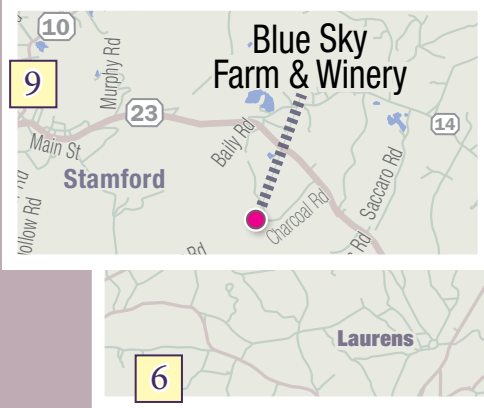 10
Blue Sky
Farm & Winery
9
Murphy Rd
23
14
Main St
Baily Rd
Stamford
Saccaro Rd
ollow Rd
Charcoal Rd
Rd
Rd
Laurens
6